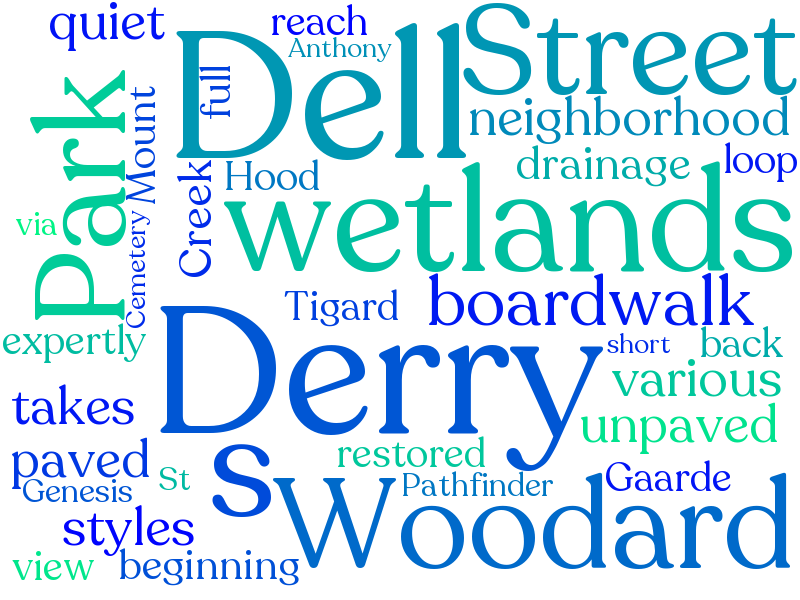 quiet
reach
Anthony
Street
Dell
full
Park
Mount
neighborhood
drainage
loop
Hood
Creek
wetlands
via
Cemetery
Tigard
boardwalk
expertly
Derry
short
back
various
takes
unpaved
restored
paved
St
s
Genesis
Pathfinder
Gaarde
Woodard
styles
view
beginning